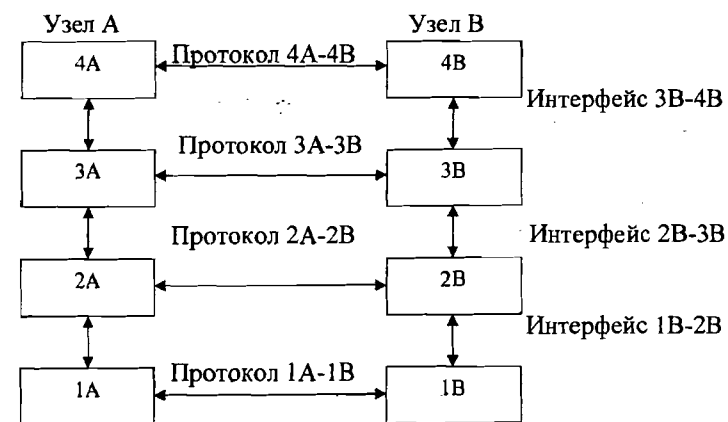 Узел А Узел В
4А Протокол 4А-4В 4В
Интерфейс 3В-4В
Протокол 3А-3В
3А 3В
Протокол 2А-2В Интерфейс 2В-3В
2А 2В
Интерфейс 1В-2В
Протокол 1А-1В
1А 1В